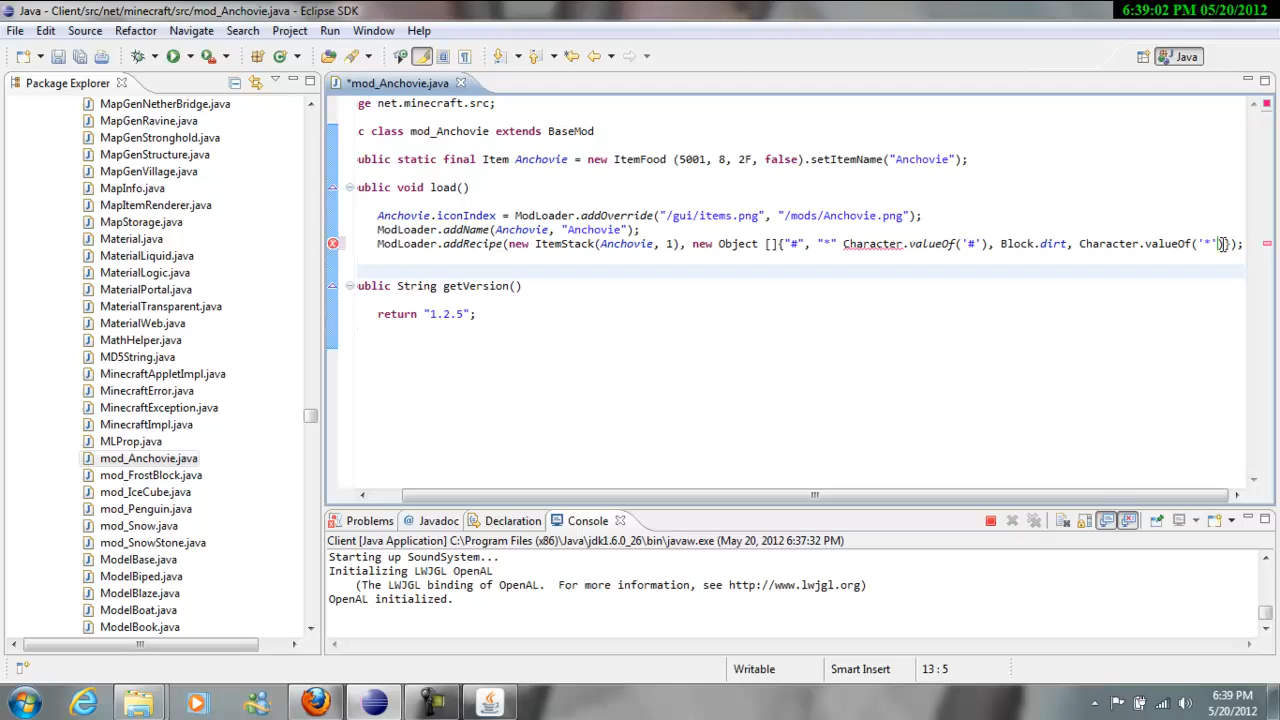 6:39:02 PM 05/20/2012
Java - Client/src/net/minecraft/src/mod_Anchovie.java - Eclipse SDK
File Edit Source Refactor Navigate Search Project Run Window Help
Java
Package Explorer
*mod_Anchovie.java
MapGenNetherBridge.java
MapGenRavine.java
MapGenStronghold.java
MapGenStructure.java
MapGenVillage.java
MapInfo.java
MapItemRenderer.java
MapStorage.java
Material.java
MaterialLiquid.java
MaterialLogic.java
MaterialPortal.java
MaterialTransparent.java
MaterialWeb.java
MathHelper.java
MD5String.java
MinecraftAppletImpl.java
MinecraftError.java
MinecraftException.java
MinecraftImpl.java
MLProp.java
mod_Anchovie.java
mod_FrostBlock.java
mod_IceCube.java
mod_Penguin.java
mod_Snow.java
mod_SnowStone.java
ModelBase.java
ModelBiped.java
ModelBlaze.java
ModelBoat.java
ModelBook.java
ge net.minecraft.src;
c class mod_Anchovie extends BaseMod
ublic static final Item Anchovie = new ItemFood (5001, 8, 2F, false).setItemName("Anchovie");
ublic void load()
Anchovie.iconIndex = ModLoader.addOverride("/gui/items.png", "/mods/Anchovie.png");
ModLoader.addName(Anchovie, "Anchovie");
ModLoader.addRecipe(new ItemStack(Anchovie, 1), new Object []{"#", "*" Character.valueOf('#'), Block.dirt, Character.valueOf('*')});
ublic String getVersion()
return "1.2.5";
Problems Javadoc Declaration Console
Client [Java Application] C:\Program Files (x86)\Java\jdk1.6.0_26\bin\javaw.exe (May 20, 2012 6:37:32 PM)
Starting up SoundSystem...
Initializing LWJGL OpenAL
(The LWJGL binding of OpenAL. For more information, see http://www.lwjgl.org)
OpenAL initialized.
Writable Smart Insert 13 : 5
6:39 PM
5/20/2012